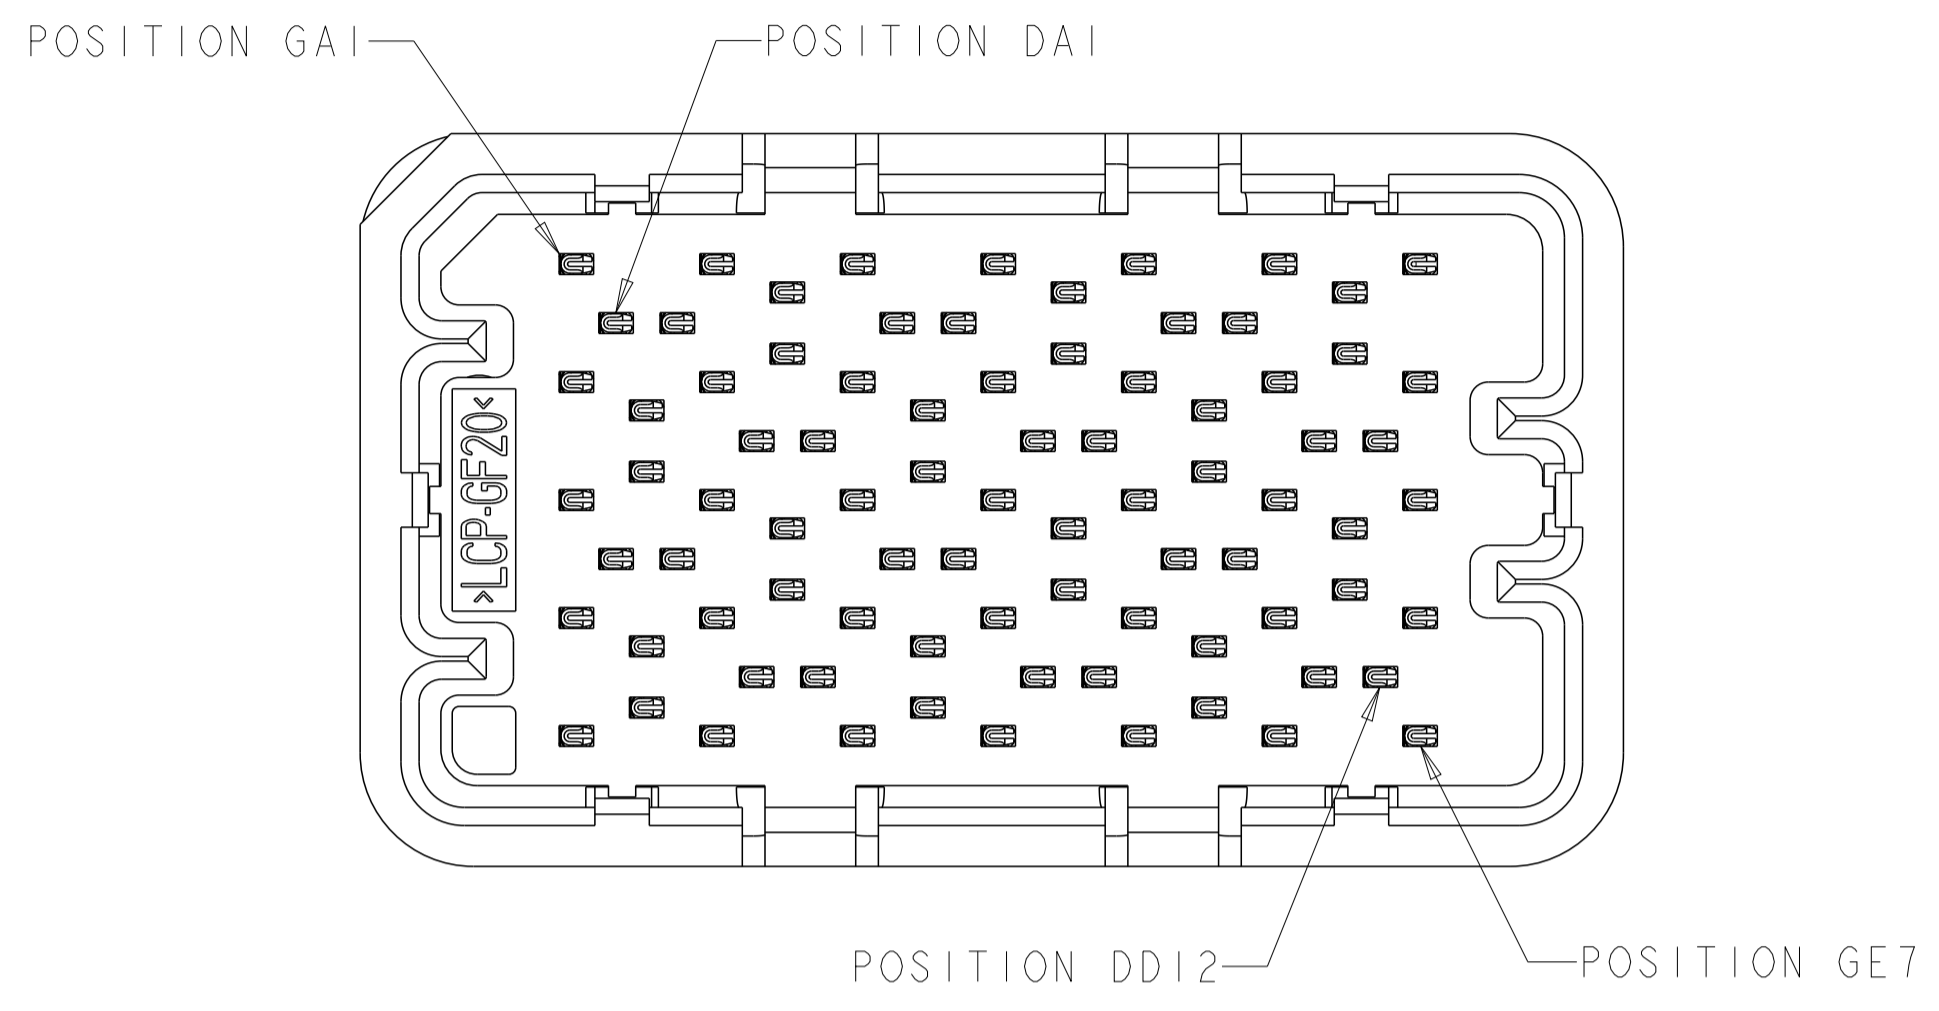 POSITION GA1
POSITION DA1
>LCP-GF20<
POSITION DD12
POSITION GE7